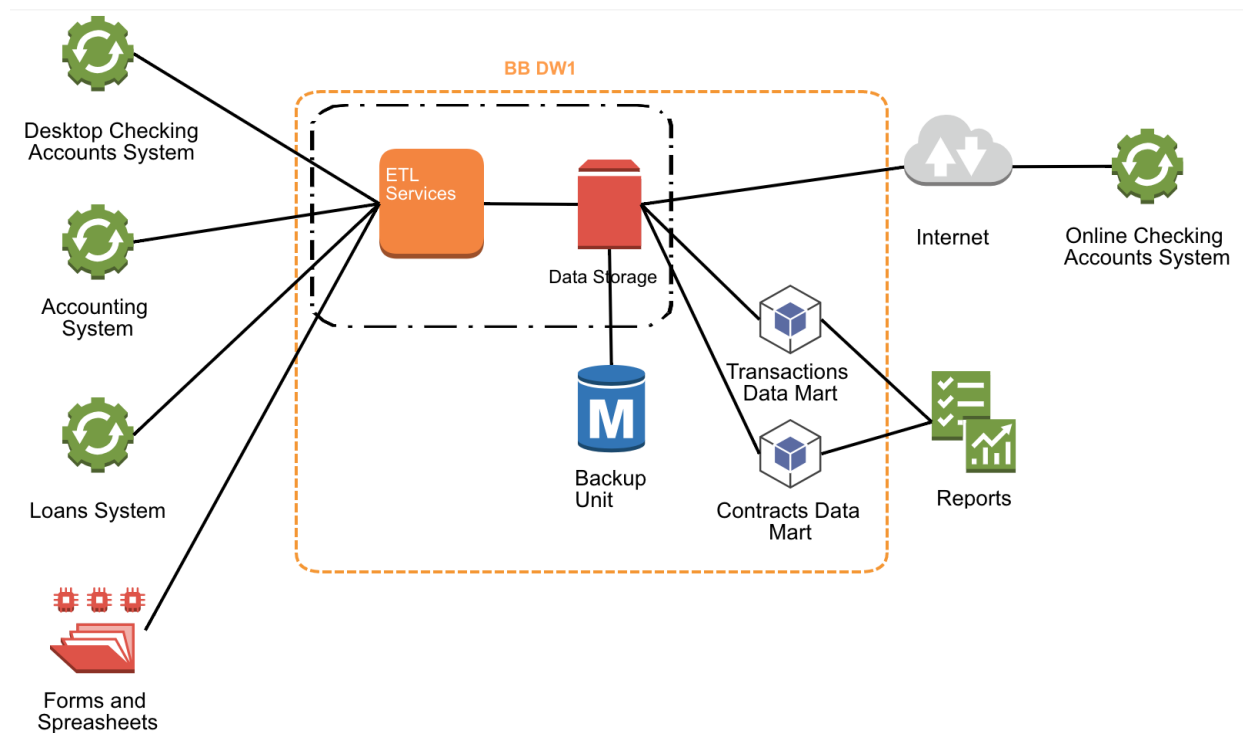 BB DW1
Desktop Checking
Accounts System
ETL
Services
Data Storage
Internet
Online Checking
Accounts System
Accounting
System
Transactions
Data Mart
M
Backup
Unit
Contracts Data
Mart
Reports
Loans System
Forms and
Spreasheets